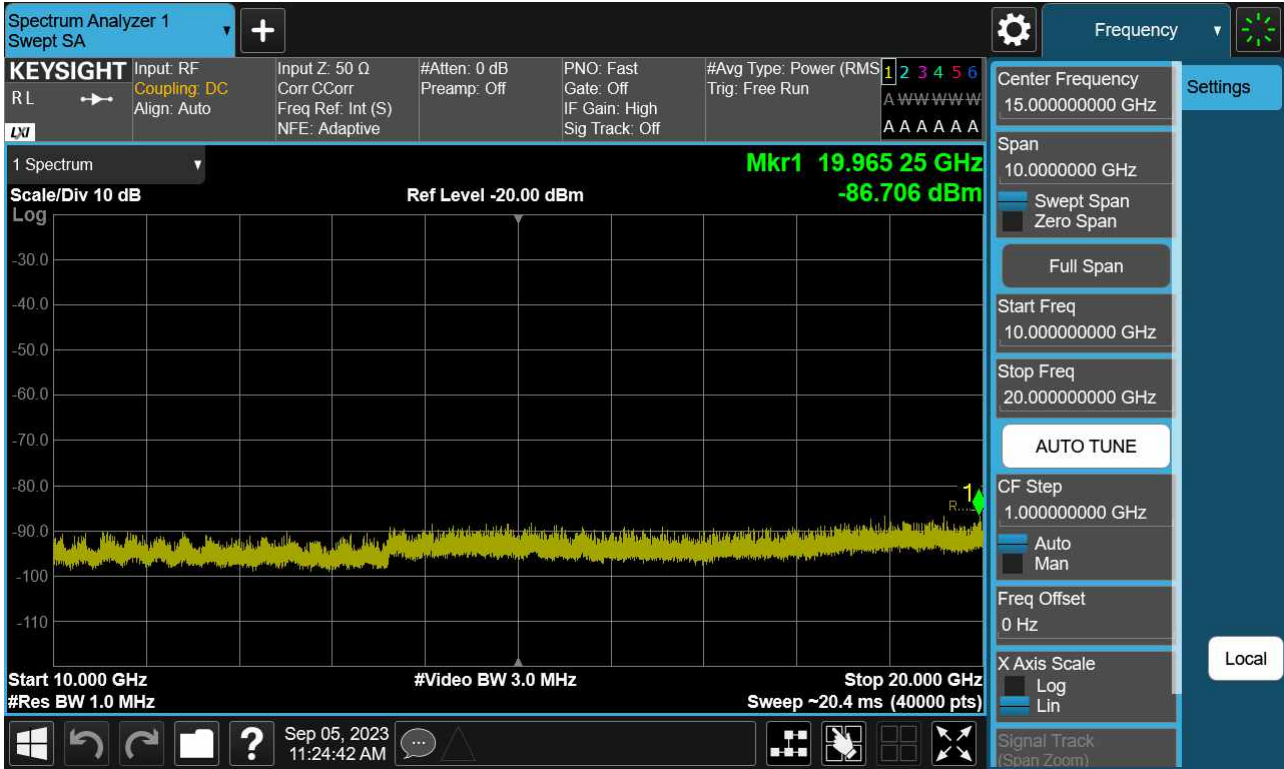 Spectrum Analyzer 1
Swept SA
Frequency
KEYSIGHT
R L
LXI
Input: RF
Coupling: DC
Align: Auto
Input Z: 50 Ω
Corr CCorr
Freq Ref: Int (S)
NFE: Adaptive
#Atten: 0 dB
Preamp: Off
PNO: Fast
Gate: Off
IF Gain: High
Sig Track: Off
#Avg Type: Power (RMS
Trig: Free Run
1 2 3 4 5 6
A W W W W W
A A A A A A
1 Spectrum
Scale/Div 10 dB
Log
Ref Level -20.00 dBm
Mkr1 19.965 25 GHz
-86.706 dBm
-30.0
-40.0
-50.0
-60.0
-70.0
-80.0
-90.0
-100
-110
1
R...
Start 10.000 GHz
#Res BW 1.0 MHz
#Video BW 3.0 MHz
Stop 20.000 GHz
Sweep ~20.4 ms (40000 pts)
Sep 05, 2023
11:24:42 AM
Center Frequency
15.000000000 GHz
Span
10.0000000 GHz
Swept Span
Zero Span
Full Span
Start Freq
10.000000000 GHz
Stop Freq
20.000000000 GHz
AUTO TUNE
CF Step
1.000000000 GHz
Auto
Man
Freq Offset
0 Hz
X Axis Scale
Log
Lin
Signal Track
(Span Zoom)
Settings
Local